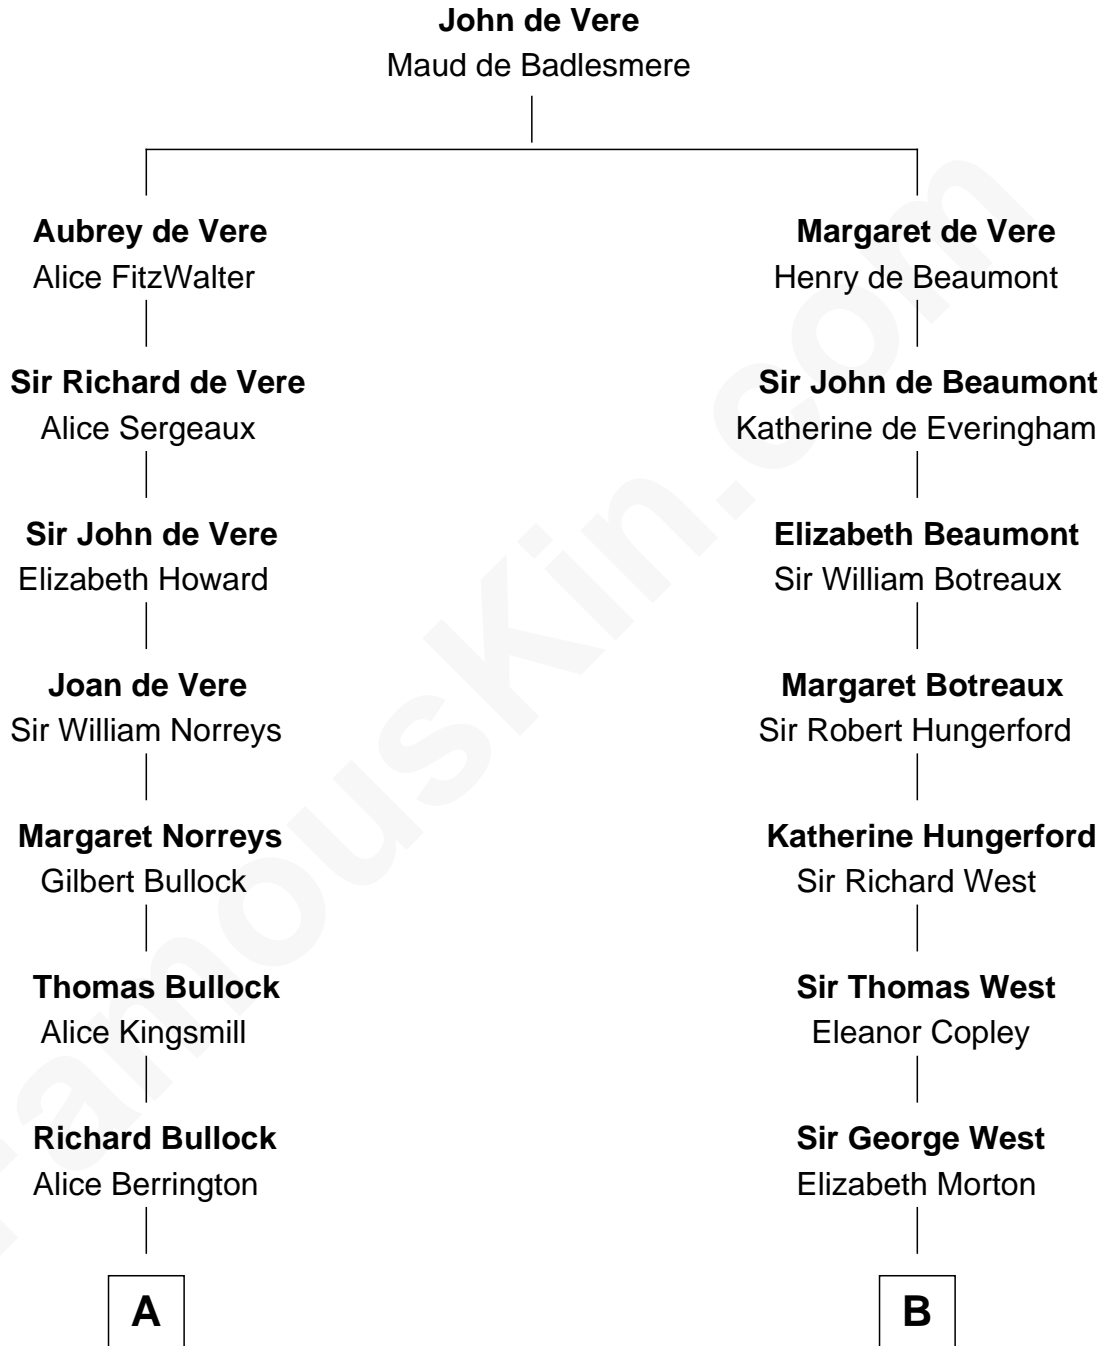 John de Vere
Maud de Badlesmere
Aubrey de Vere
Alice FitzWalter
Margaret de Vere
Henry de Beaumont
Sir Richard de Vere
Alice Sergeaux
Sir John de Beaumont
Katherine de Everingham
Sir John de Vere
Elizabeth Howard
Elizabeth Beaumont
Sir William Botreaux
Joan de Vere
Sir William Norreys
Margaret Botreaux
Sir Robert Hungerford
Margaret Norreys
Gilbert Bullock
Katherine Hungerford
Sir Richard West
Thomas Bullock
Alice Kingsmill
Sir Thomas West
Eleanor Copley
Richard Bullock
Alice Berrington
Sir George West
Elizabeth Morton
A
B
FamousKin.com